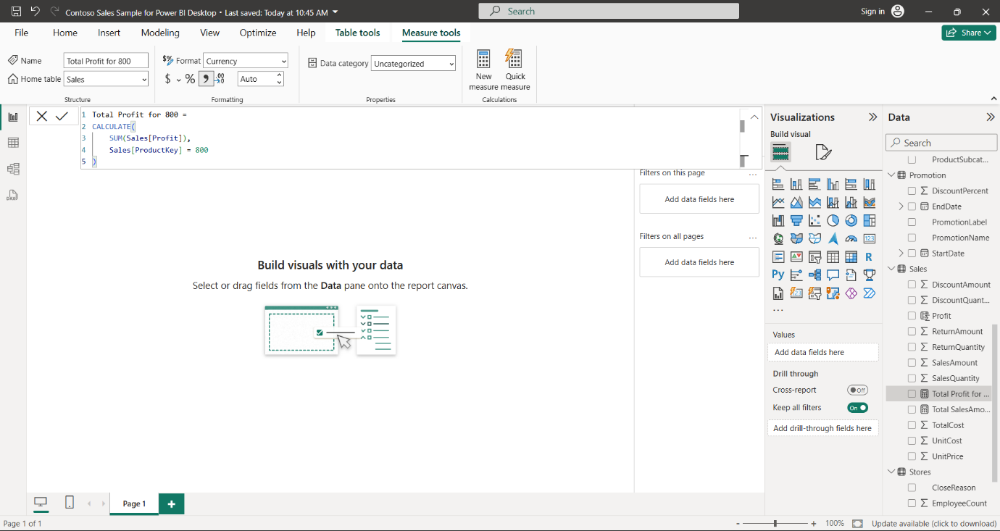 Contoso Sales Sample for Power BI Desktop • Last saved: Today at 10:45 AM
Search
Sign in
File Home Insert Modeling View Optimize Help Table tools Measure tools
Share
Name Total Profit for 800
Home table Sales
Structure
$% Format Currency
$ % 9 .00 Auto
Formatting
Data category Uncategorized
Properties
New measure
Quick measure
Calculations
1 Total Profit for 800 =
2 CALCULATE(
3 SUM(Sales[Profit]),
4 Sales[ProductKey] = 800
5 )
DAX
Build visuals with your data
Select or drag fields from the Data pane onto the report canvas.
Filters on this page ...
Add data fields here
Filters on all pages ...
Add data fields here
Visualizations
Build visual
123
R
Py
123
...
Values
Add data fields here
Drill through
Cross-report Off
Keep all filters On
Add drill-through fields here
Data
Search
ProductSubcat...
Promotion
DiscountPercent
EndDate
PromotionLabel
PromotionName
StartDate
Sales
DiscountAmount
DiscountQuant...
Profit
ReturnAmount
ReturnQuantity
SalesAmount
SalesQuantity
Total Profit for ...
Total SalesAmo...
TotalCost
UnitCost
UnitPrice
Stores
CloseReason
EmployeeCount
Page 1
+
Page 1 of 1
- + 100%
Update available (click to download)